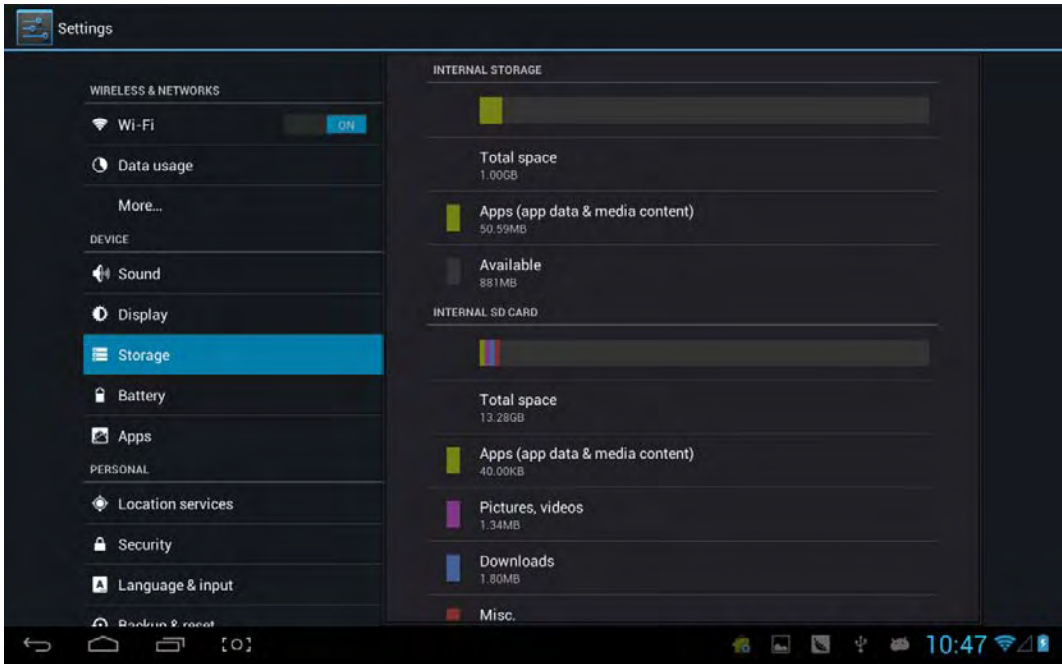 Settings
WIRELESS & NETWORKS
Wi-Fi
ON
Data usage
More...
DEVICE
Sound
Display
Storage
Battery
Apps
PERSONAL
Location services
Security
Language & input
Backup & reset
INTERNAL STORAGE
Total space
1.00GB
Apps (app data & media content)
50.59MB
Available
881MB
INTERNAL SD CARD
Total space
13.28GB
Apps (app data & media content)
40.00KB
Pictures, videos
1.34MB
Downloads
1.80MB
Misc.
10:47